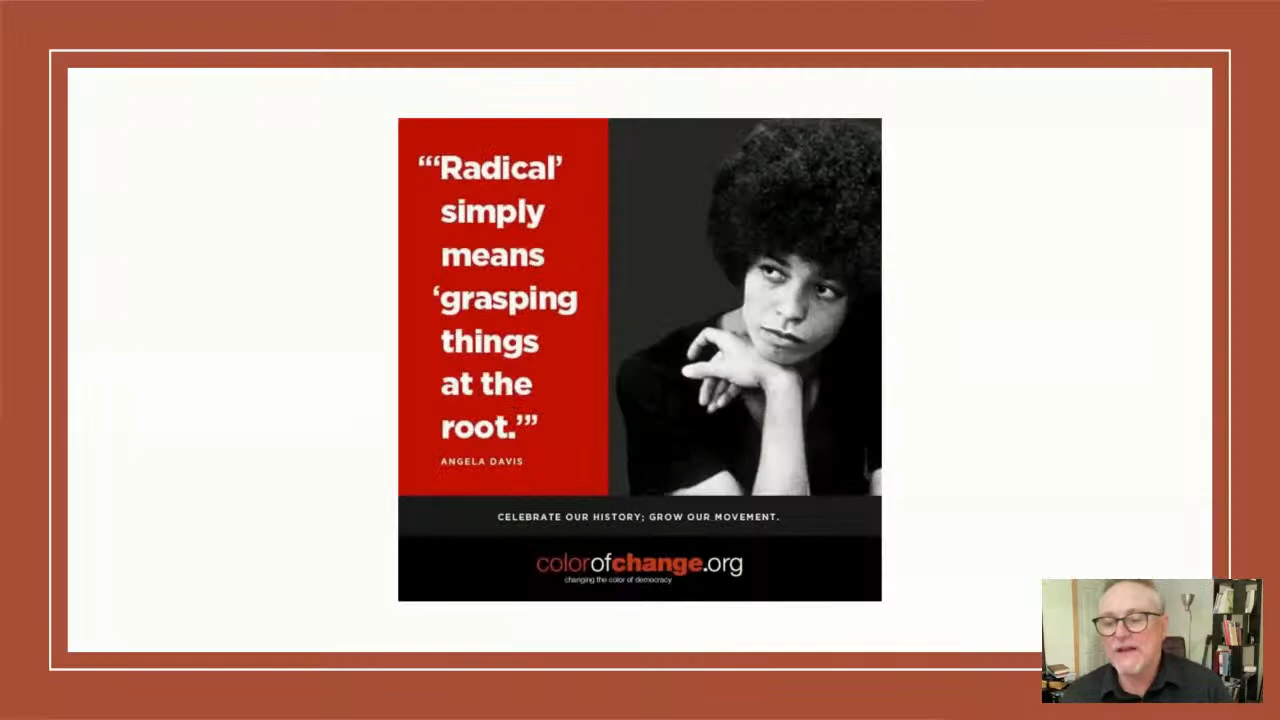 “‘Radical’
simply
means
‘grasping
things
at the
root.’”
ANGELA DAVIS
CELEBRATE OUR HISTORY; GROW OUR MOVEMENT.
colorofchange.org
changing the color of democracy